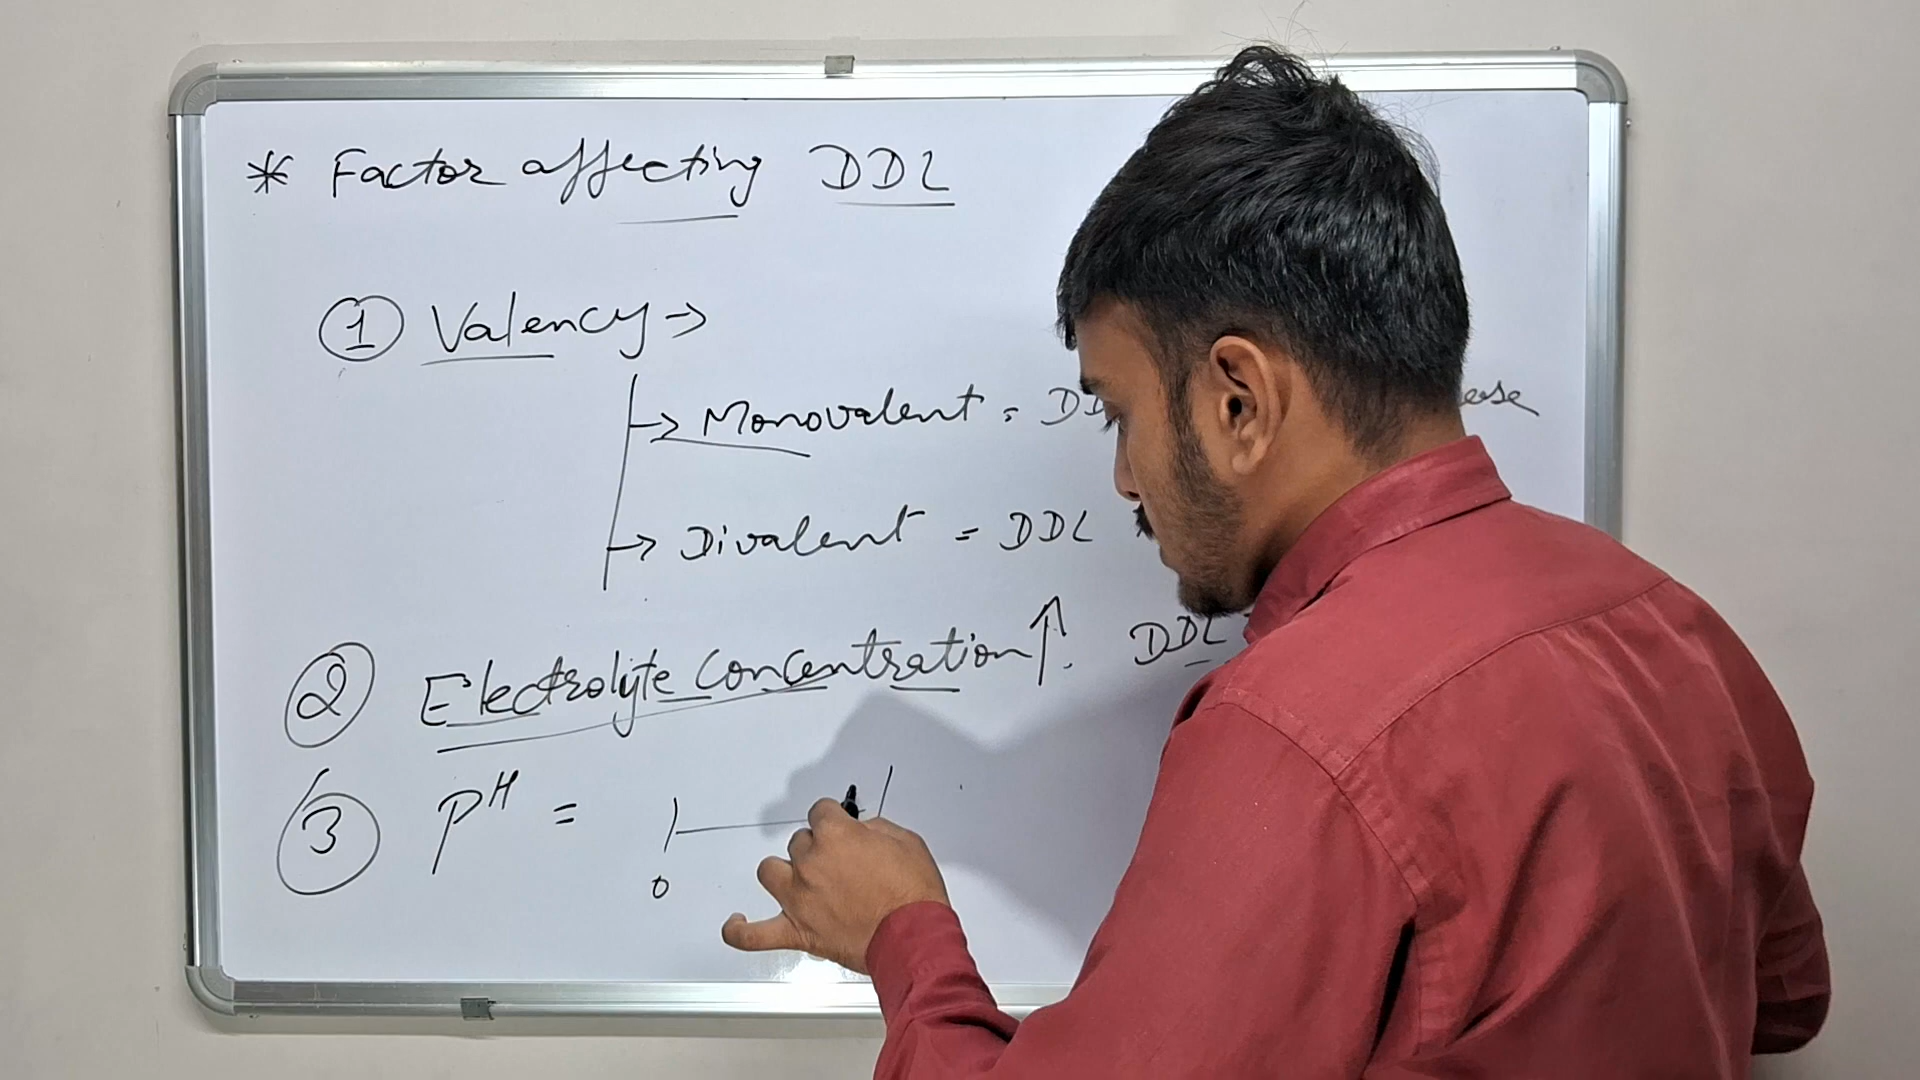 * Factor affecting DDL
① Valency →
→ Monovalent = DD
→ Divalent = DDL
② Electrolyte concentration ↑. DDL
③ PH =
0